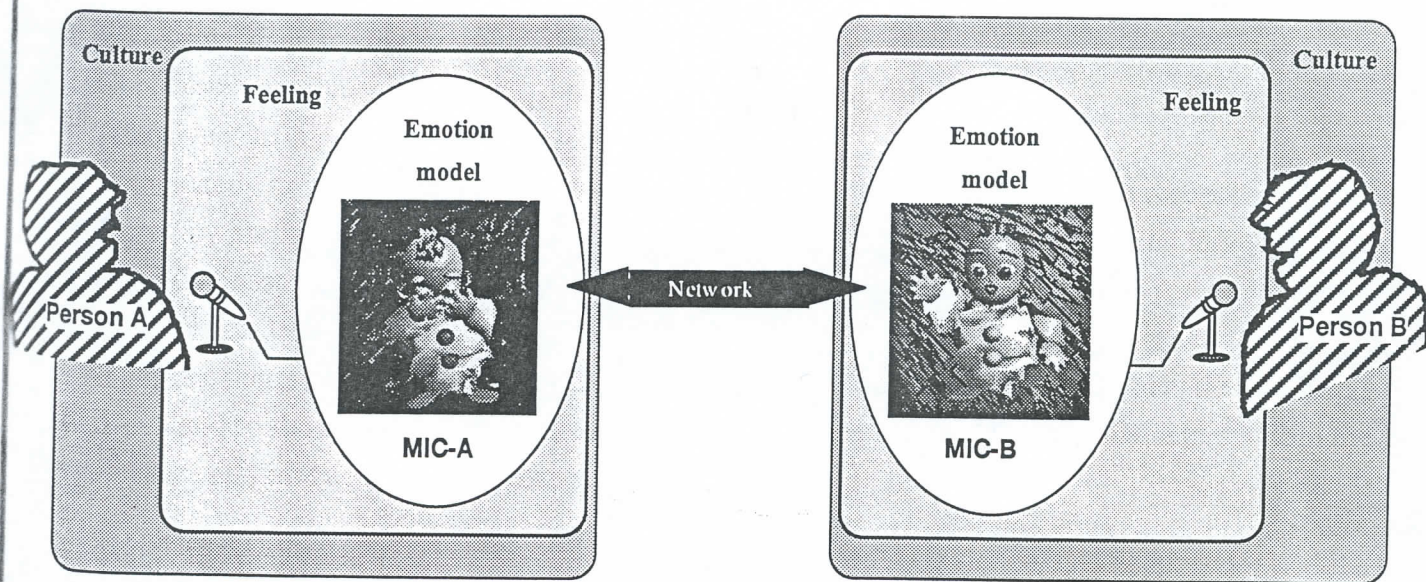 Culture
Feeling
Emotion
model
MIC-A
Person A
Network
Culture
Feeling
Emotion
model
MIC-B
Person B